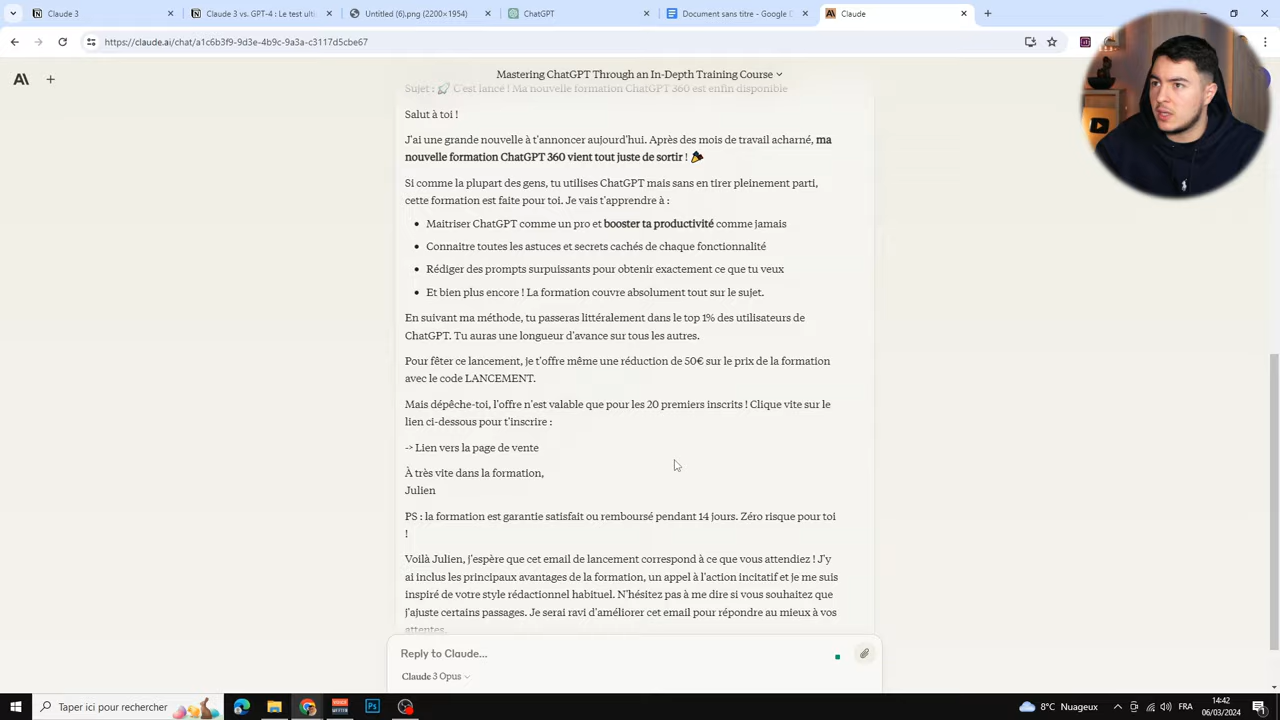 Claude 3
Claude 3 vs. GPT-4 : Le test ulti
Untitled (6).png (2200×1954)
ChatGPT
Document sans titre - Google D
Claude
https://claude.ai/chat/a1c6b3f9-9d3e-4b9c-9a3a-c3117d5cbe67
Mastering ChatGPT Through an In-Depth Training Course
Sujet : 🚀 C'est lancé ! Ma nouvelle formation ChatGPT 360 est enfin disponible
Salut à toi !
J'ai une grande nouvelle à t'annoncer aujourd'hui. Après des mois de travail acharné, ma
nouvelle formation ChatGPT 360 vient tout juste de sortir ! 🎉
Si comme la plupart des gens, tu utilises ChatGPT mais sans en tirer pleinement parti,
cette formation est faite pour toi. Je vais t'apprendre à :
• Maitriser ChatGPT comme un pro et booster ta productivité comme jamais
• Connaitre toutes les astuces et secrets cachés de chaque fonctionnalité
• Rédiger des prompts surpuissants pour obtenir exactement ce que tu veux
• Et bien plus encore ! La formation couvre absolument tout sur le sujet.
En suivant ma méthode, tu passeras littéralement dans le top 1% des utilisateurs de
ChatGPT. Tu auras une longueur d'avance sur tous les autres.
Pour fêter ce lancement, je t'offre même une réduction de 50€ sur le prix de la formation
avec le code LANCEMENT.
Mais dépêche-toi, l'offre n'est valable que pour les 20 premiers inscrits ! Clique vite sur le
lien ci-dessous pour t'inscrire :
-> Lien vers la page de vente
À très vite dans la formation,
Julien
PS : la formation est garantie satisfait ou remboursé pendant 14 jours. Zéro risque pour toi
!
Voilà Julien, j'espère que cet email de lancement correspond à ce que vous attendiez ! J'y
ai inclus les principaux avantages de la formation, un appel à l'action incitatif et je me suis
inspiré de votre style rédactionnel habituel. N'hésitez pas à me dire si vous souhaitez que
j'ajuste certains passages. Je serai ravi d'améliorer cet email pour répondre au mieux à vos
attentes
Reply to Claude...
Claude 3 Opus
Taper ici pour rechercher
8°C Nuageux
FRA
14:42
06/03/2024